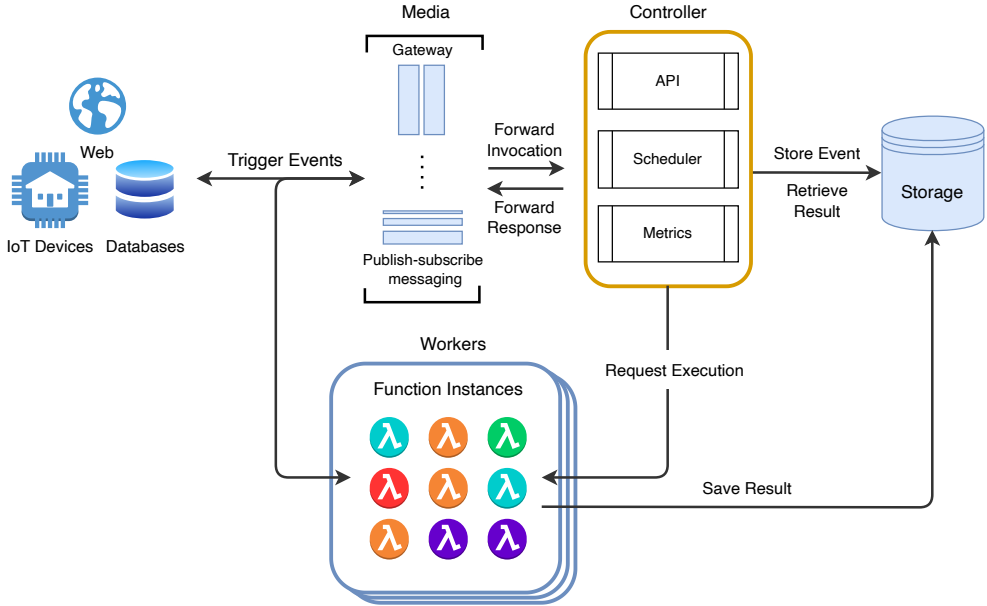 Media
Controller
Gateway
API
Web
Trigger Events
Forward
Invocation
Scheduler
Store Event
Retrieve
Result
Storage
IoT Devices
Databases
Forward
Response
Metrics
Publish-subscribe
messaging
Workers
Request Execution
Function Instances
λ λ λ
λ λ λ
Save Result
λ λ λ